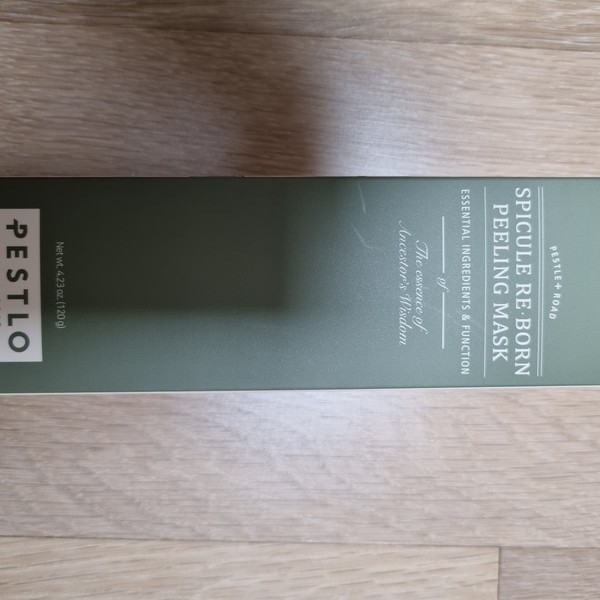 PESTLE + ROAD
SPICULE RE·BORN
PEELING MASK
ESSENTIAL INGREDIENTS & FUNCTION
of
The essence of
Ancestor's Wisdom
Net wt. 4.23 oz. (120g)
PESTLO